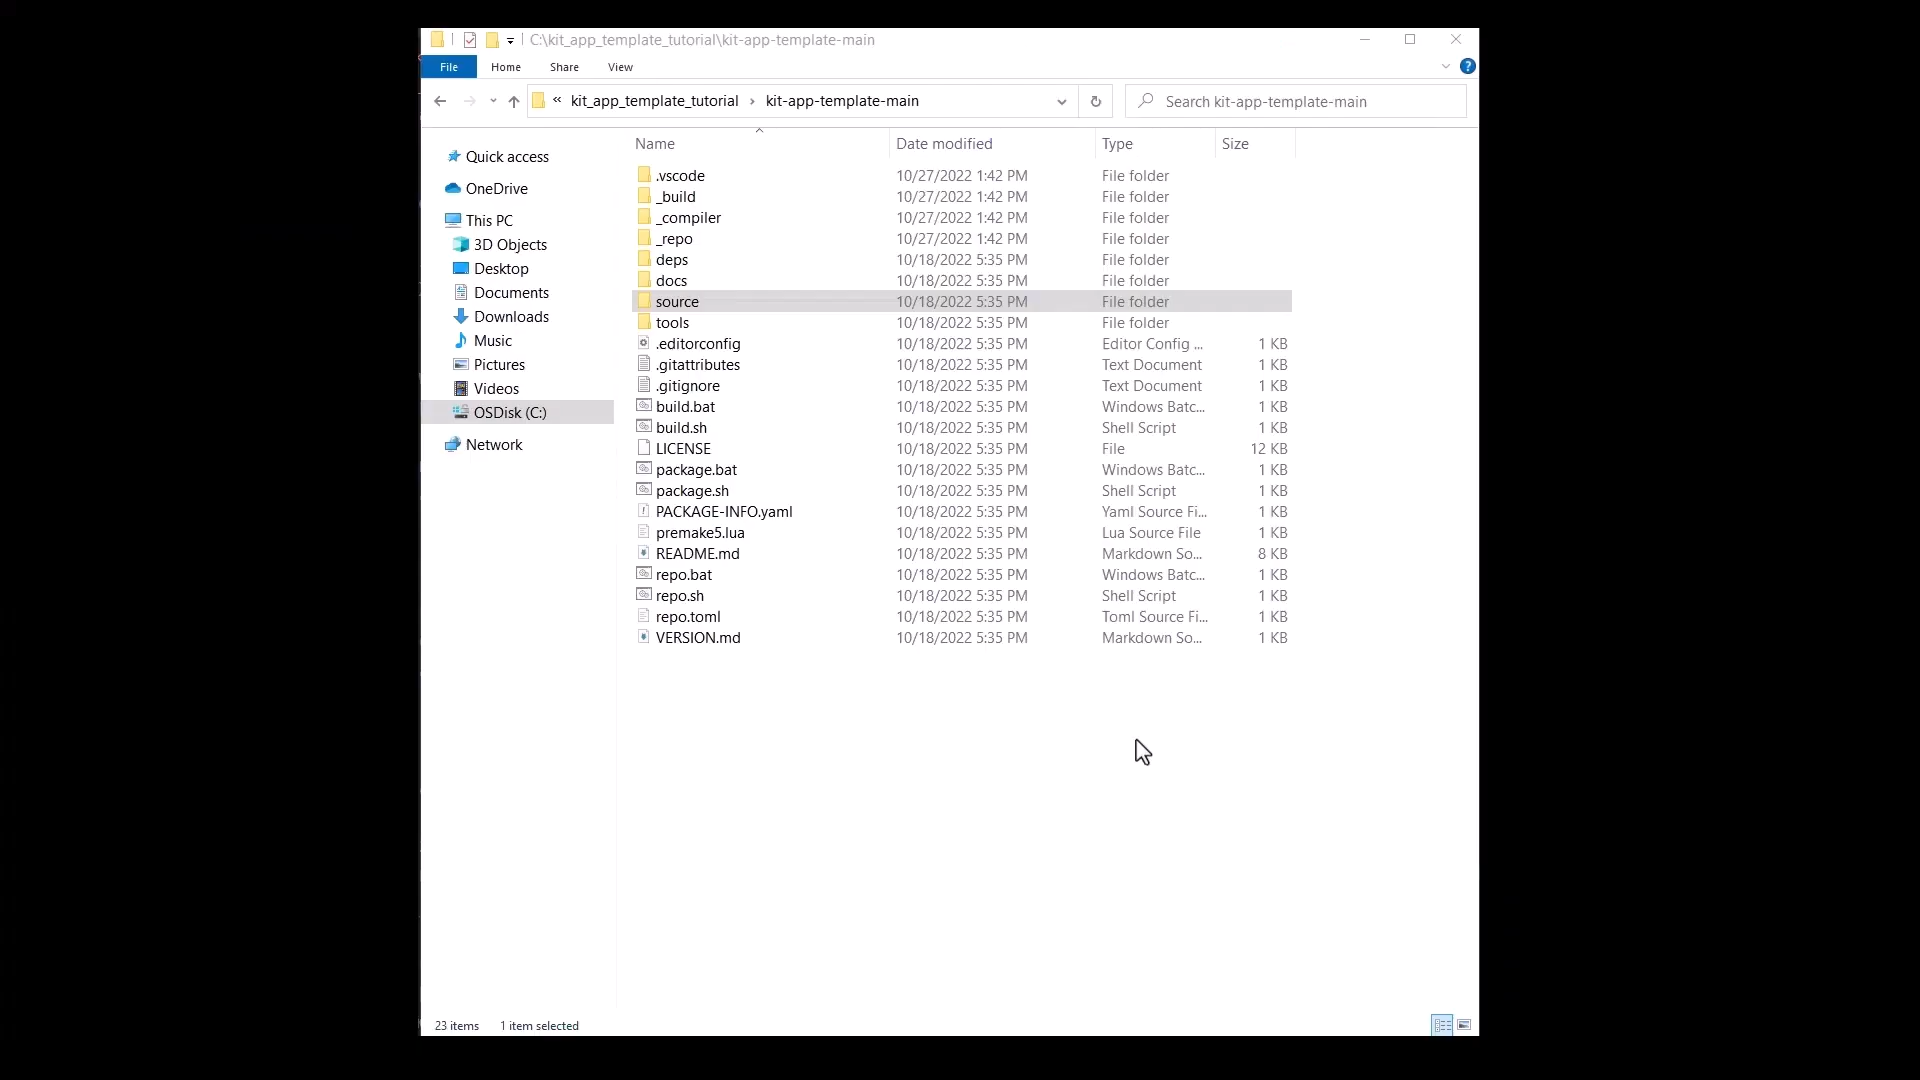 C:\kit_app_template_tutorial\kit-app-template-main
File Home Share View
« kit_app_template_tutorial › kit-app-template-main
Search kit-app-template-main
Name Date modified Type Size
Quick access
OneDrive
This PC
3D Objects
Desktop
Documents
Downloads
Music
Pictures
Videos
OSDisk (C:)
Network
.vscode 10/27/2022 1:42 PM File folder
_build 10/27/2022 1:42 PM File folder
_compiler 10/27/2022 1:42 PM File folder
_repo 10/27/2022 1:42 PM File folder
deps 10/18/2022 5:35 PM File folder
docs 10/18/2022 5:35 PM File folder
source 10/18/2022 5:35 PM File folder
tools 10/18/2022 5:35 PM File folder
.editorconfig 10/18/2022 5:35 PM Editor Config ... 1 KB
.gitattributes 10/18/2022 5:35 PM Text Document 1 KB
.gitignore 10/18/2022 5:35 PM Text Document 1 KB
build.bat 10/18/2022 5:35 PM Windows Batc... 1 KB
build.sh 10/18/2022 5:35 PM Shell Script 1 KB
LICENSE 10/18/2022 5:35 PM File 12 KB
package.bat 10/18/2022 5:35 PM Windows Batc... 1 KB
package.sh 10/18/2022 5:35 PM Shell Script 1 KB
PACKAGE-INFO.yaml 10/18/2022 5:35 PM Yaml Source Fi... 1 KB
premake5.lua 10/18/2022 5:35 PM Lua Source File 1 KB
README.md 10/18/2022 5:35 PM Markdown So... 8 KB
repo.bat 10/18/2022 5:35 PM Windows Batc... 1 KB
repo.sh 10/18/2022 5:35 PM Shell Script 1 KB
repo.toml 10/18/2022 5:35 PM Toml Source Fi... 1 KB
VERSION.md 10/18/2022 5:35 PM Markdown So... 1 KB
23 items 1 item selected